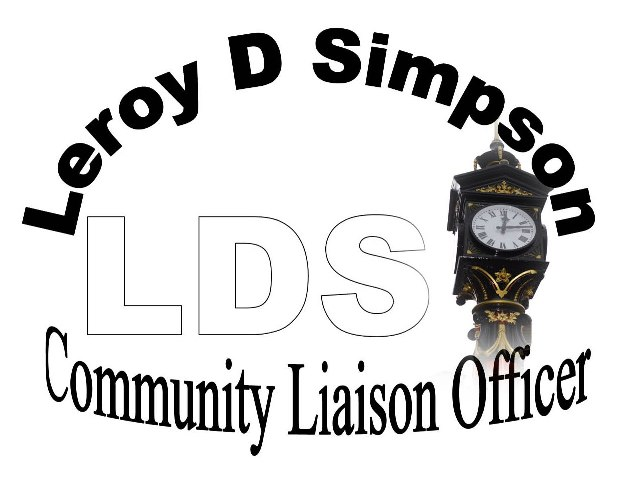 Leroy D Simpson
LDS
Community Liaison Officer